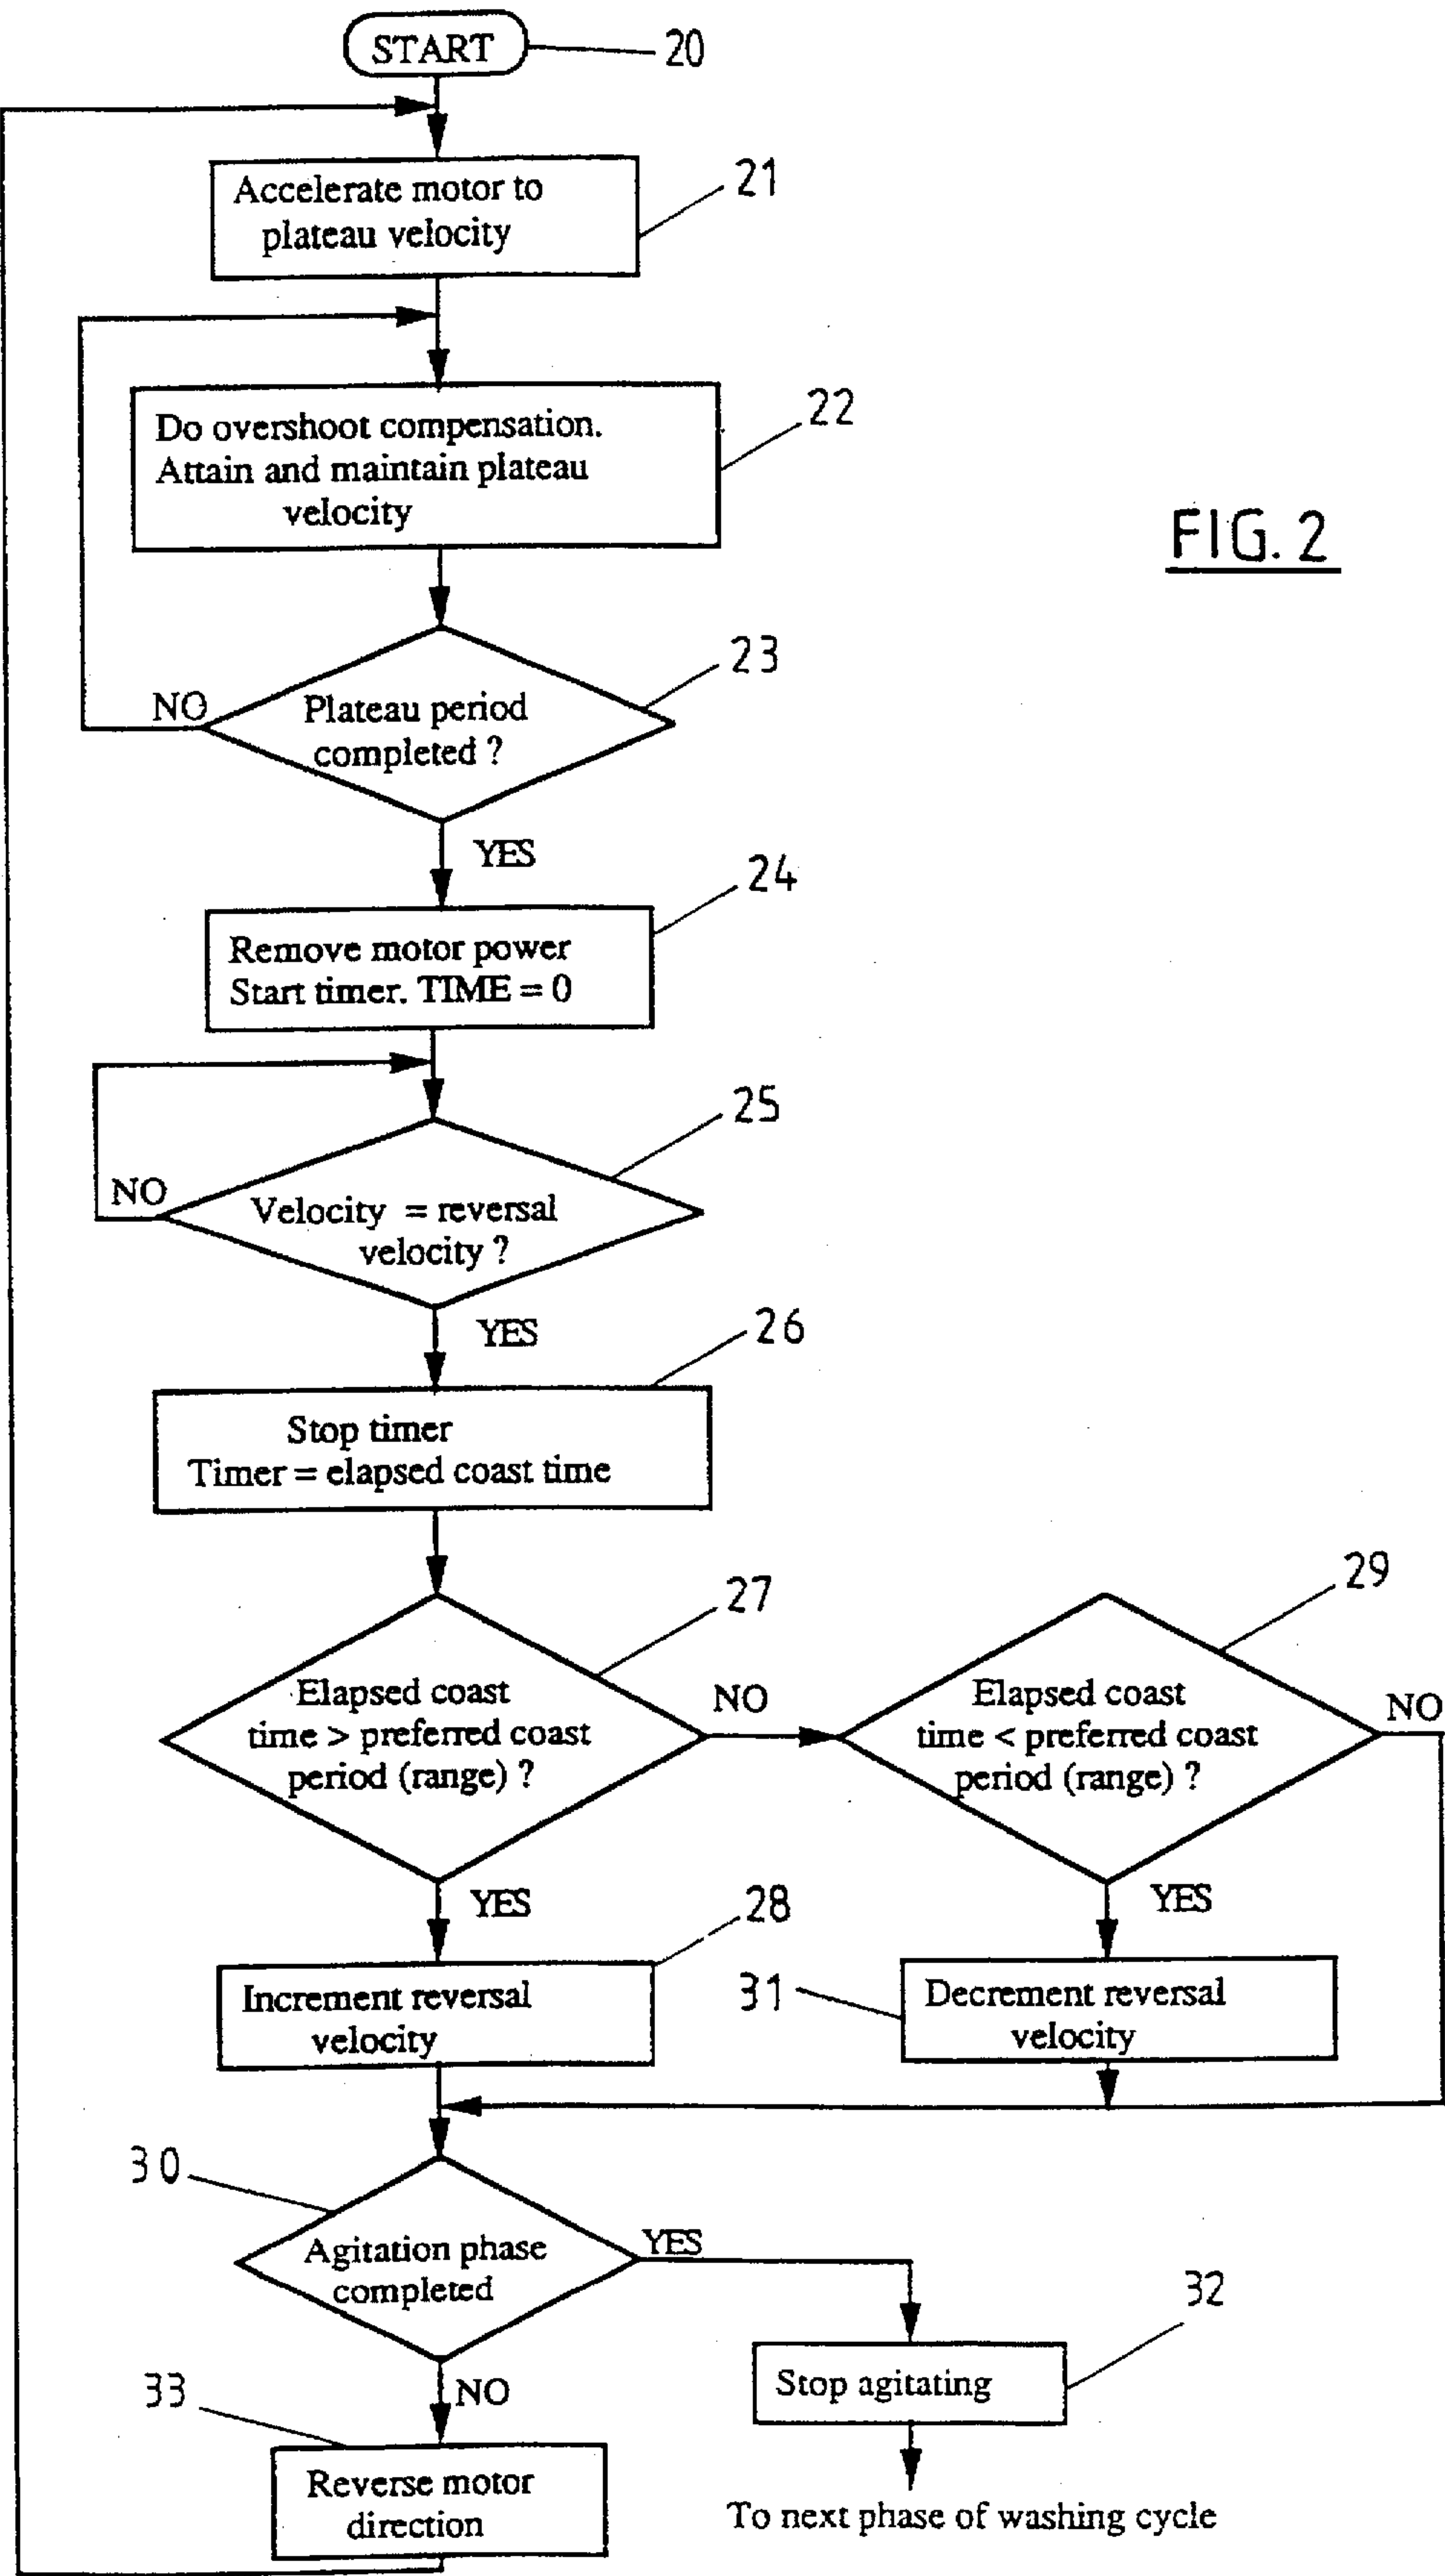 START
20
Accelerate motor to
plateau velocity
21
Do overshoot compensation.
Attain and maintain plateau
velocity
22
FIG. 2
Plateau period
completed ?
23
NO
YES
Remove motor power
Start timer. TIME = 0
24
Velocity = reversal
velocity ?
25
NO
YES
Stop timer
Timer = elapsed coast time
26
Elapsed coast
time > preferred coast
period (range) ?
27
NO
YES
Elapsed coast
time < preferred coast
period (range) ?
29
NO
YES
Increment reversal
velocity
28
Decrement reversal
velocity
31
Agitation phase
completed
30
YES
NO
Stop agitating
32
To next phase of washing cycle
Reverse motor
direction
33